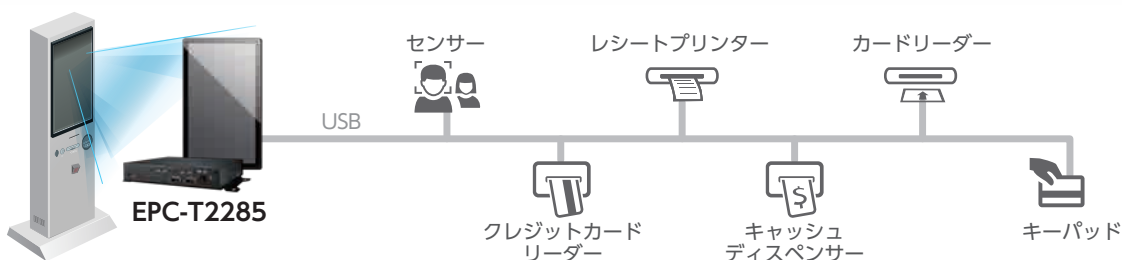 センサー
レシートプリンター
カードリーダー
USB
EPC-T2285
クレジットカード
リーダー
キャッシュ
ディスペンサー
キーパッド